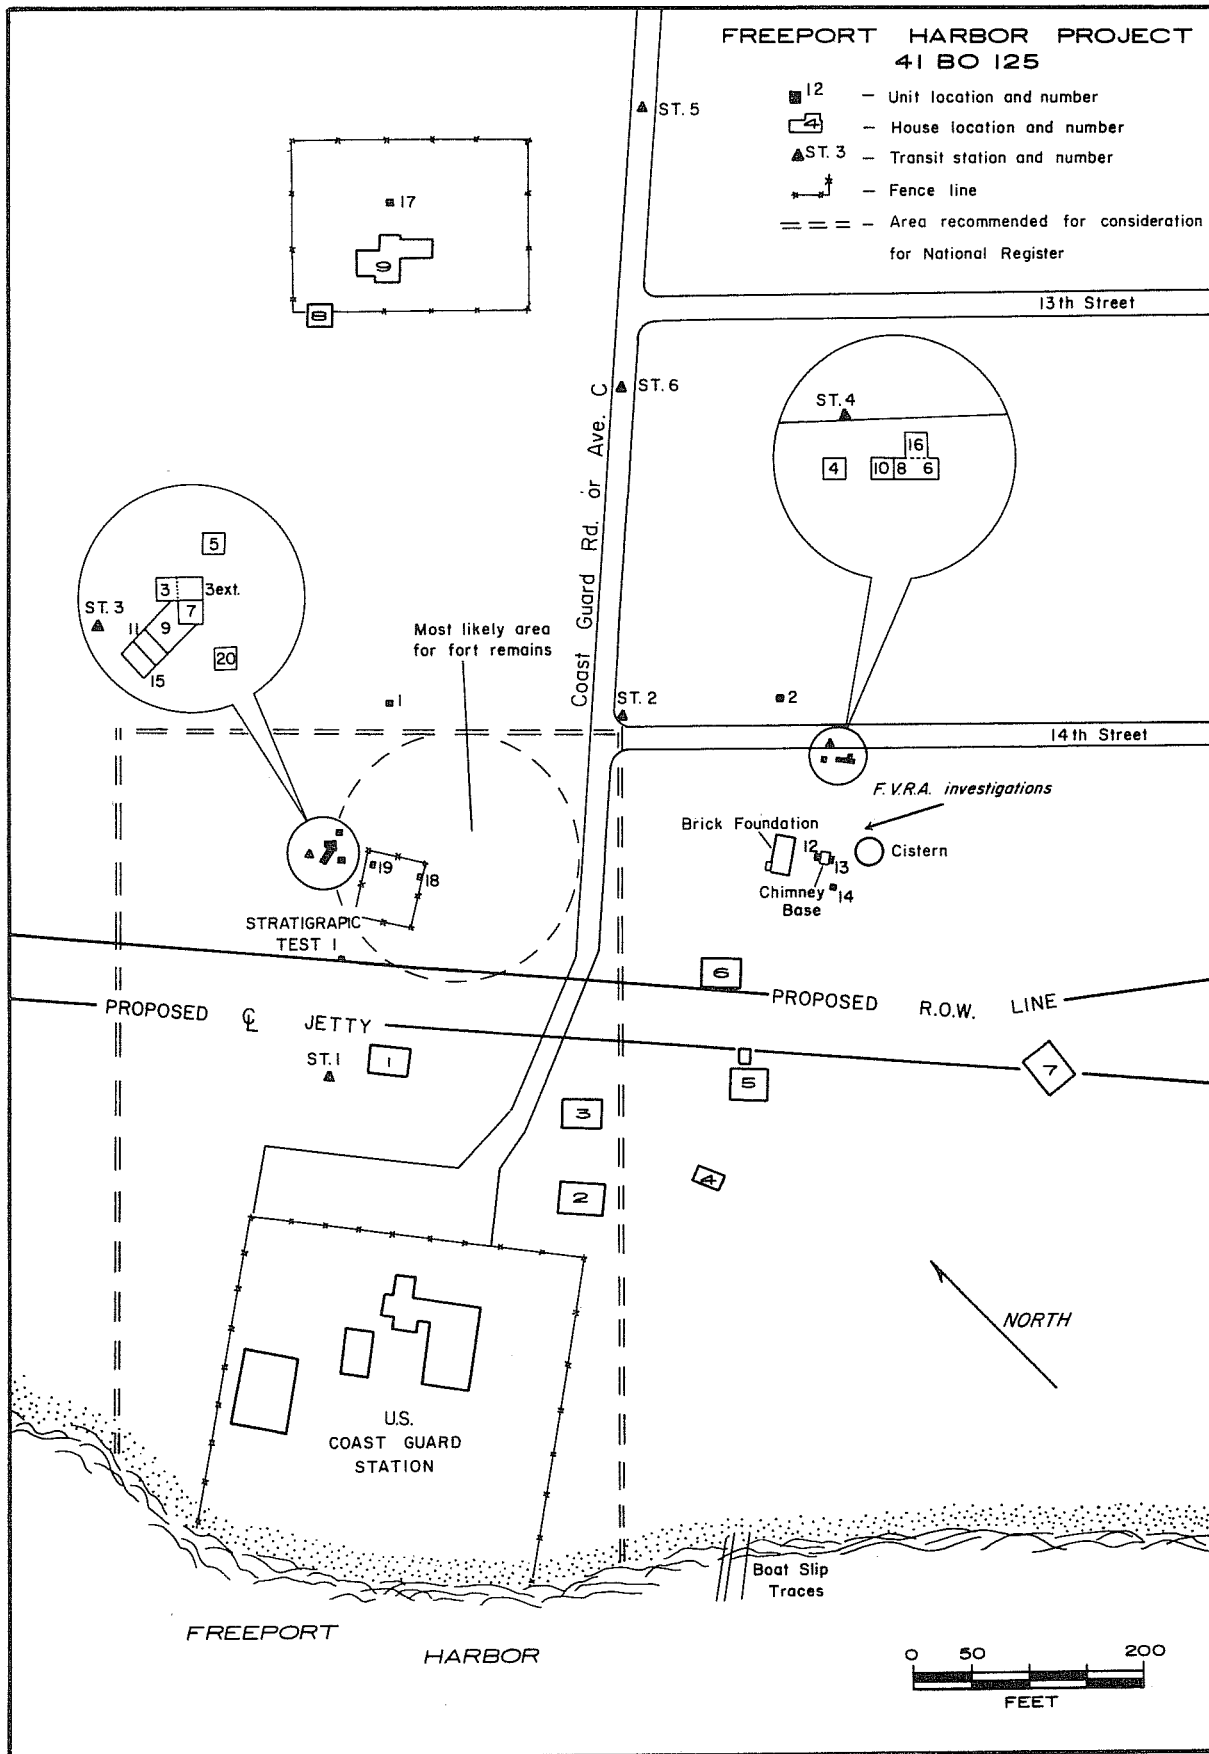 FREEPORT HARBOR PROJECT
41 BO 125
12 – Unit location and number
4 – House location and number
ST. 3 – Transit station and number
– Fence line
– Area recommended for consideration
for National Register
ST. 5
17
9
8
13th Street
ST. 6
Coast Guard Rd. or Ave. C
ST. 4
16
4
10
8
6
5
3
3ext.
7
ST. 3
11
9
20
15
Most likely area
for fort remains
1
ST. 2
2
14th Street
F.V.R.A. investigations
Brick Foundation
12
13
Cistern
Chimney
Base
14
19
18
STRATIGRAPIC
TEST 1
6
PROPOSED R.O.W. LINE
PROPOSED ℄ JETTY
ST. 1
1
5
7
3
2
4
NORTH
U.S.
COAST GUARD
STATION
Boat Slip
Traces
FREEPORT
HARBOR
0 50 200
FEET